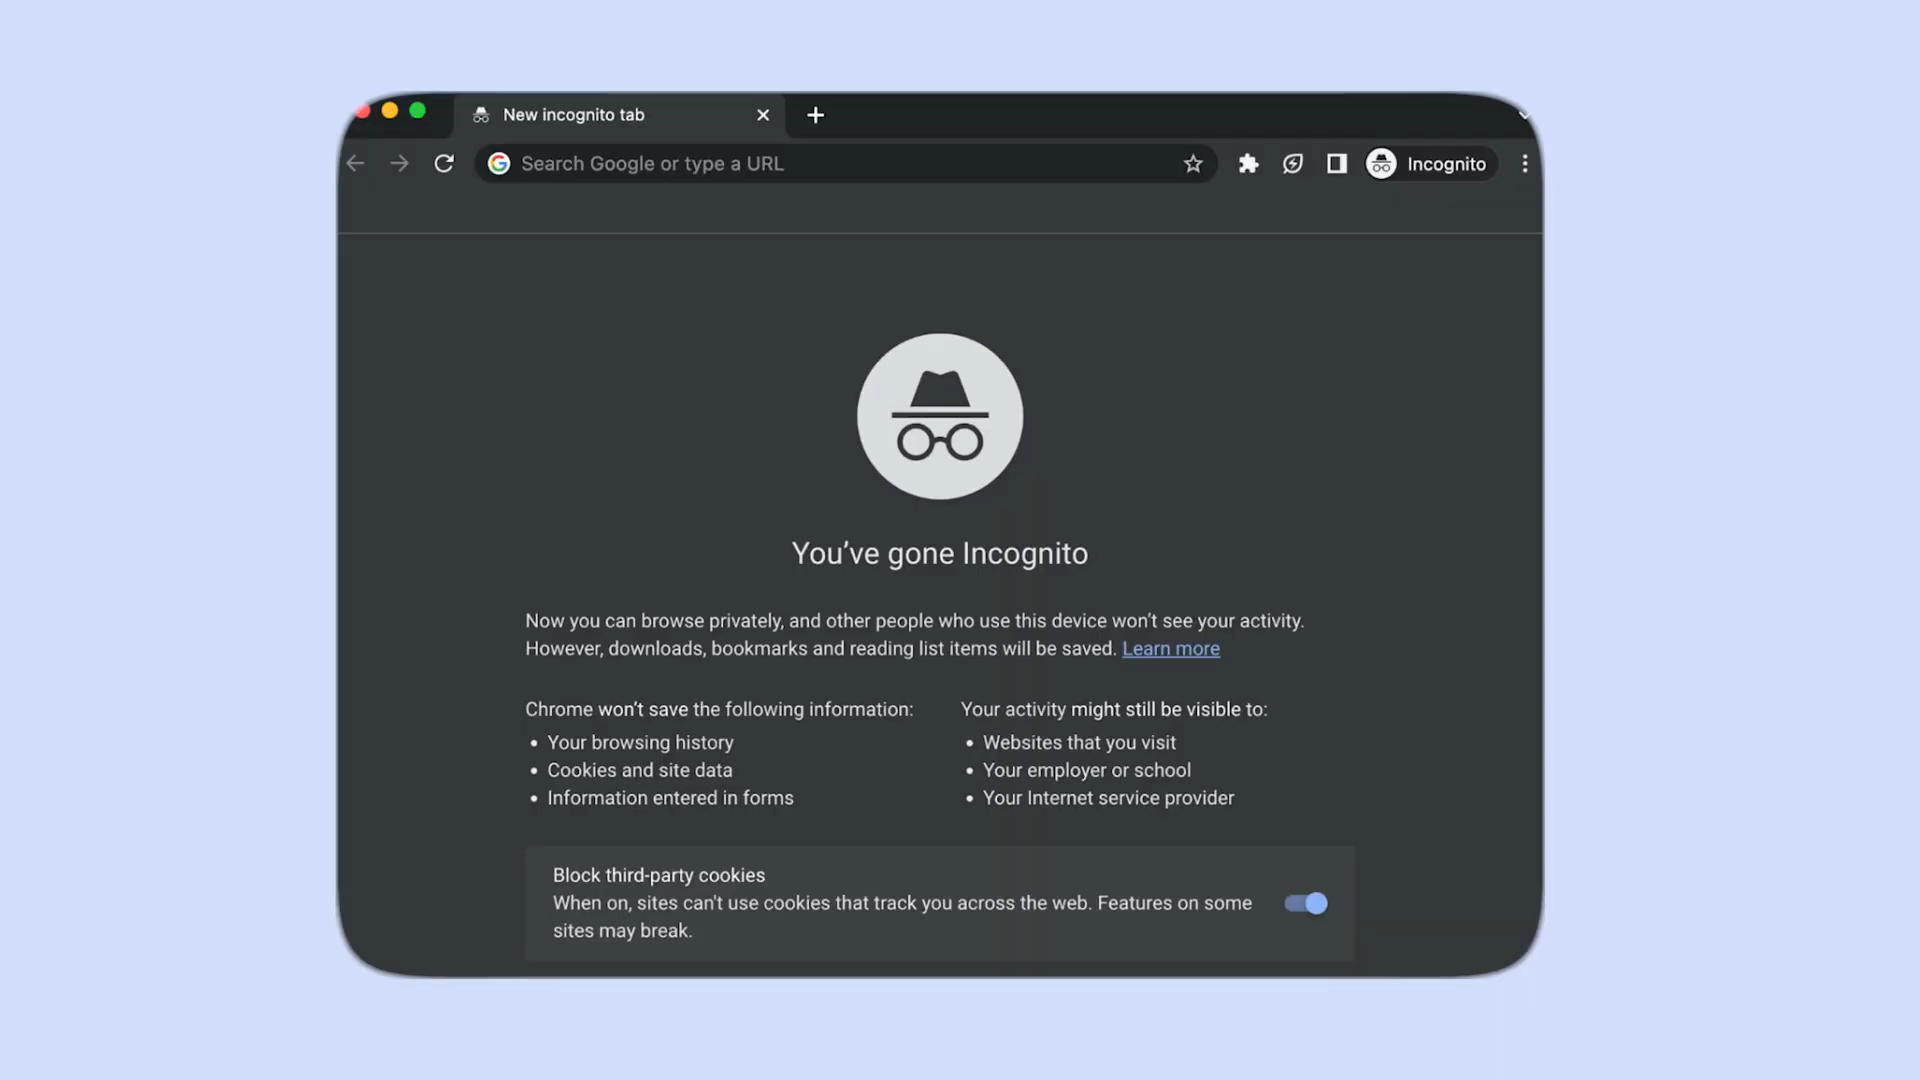 New incognito tab
Search Google or type a URL
Incognito
You’ve gone Incognito
Now you can browse privately, and other people who use this device won’t see your activity.
However, downloads, bookmarks and reading list items will be saved. Learn more
Chrome won’t save the following information:
• Your browsing history
• Cookies and site data
• Information entered in forms
Your activity might still be visible to:
• Websites that you visit
• Your employer or school
• Your Internet service provider
Block third-party cookies
When on, sites can't use cookies that track you across the web. Features on some
sites may break.